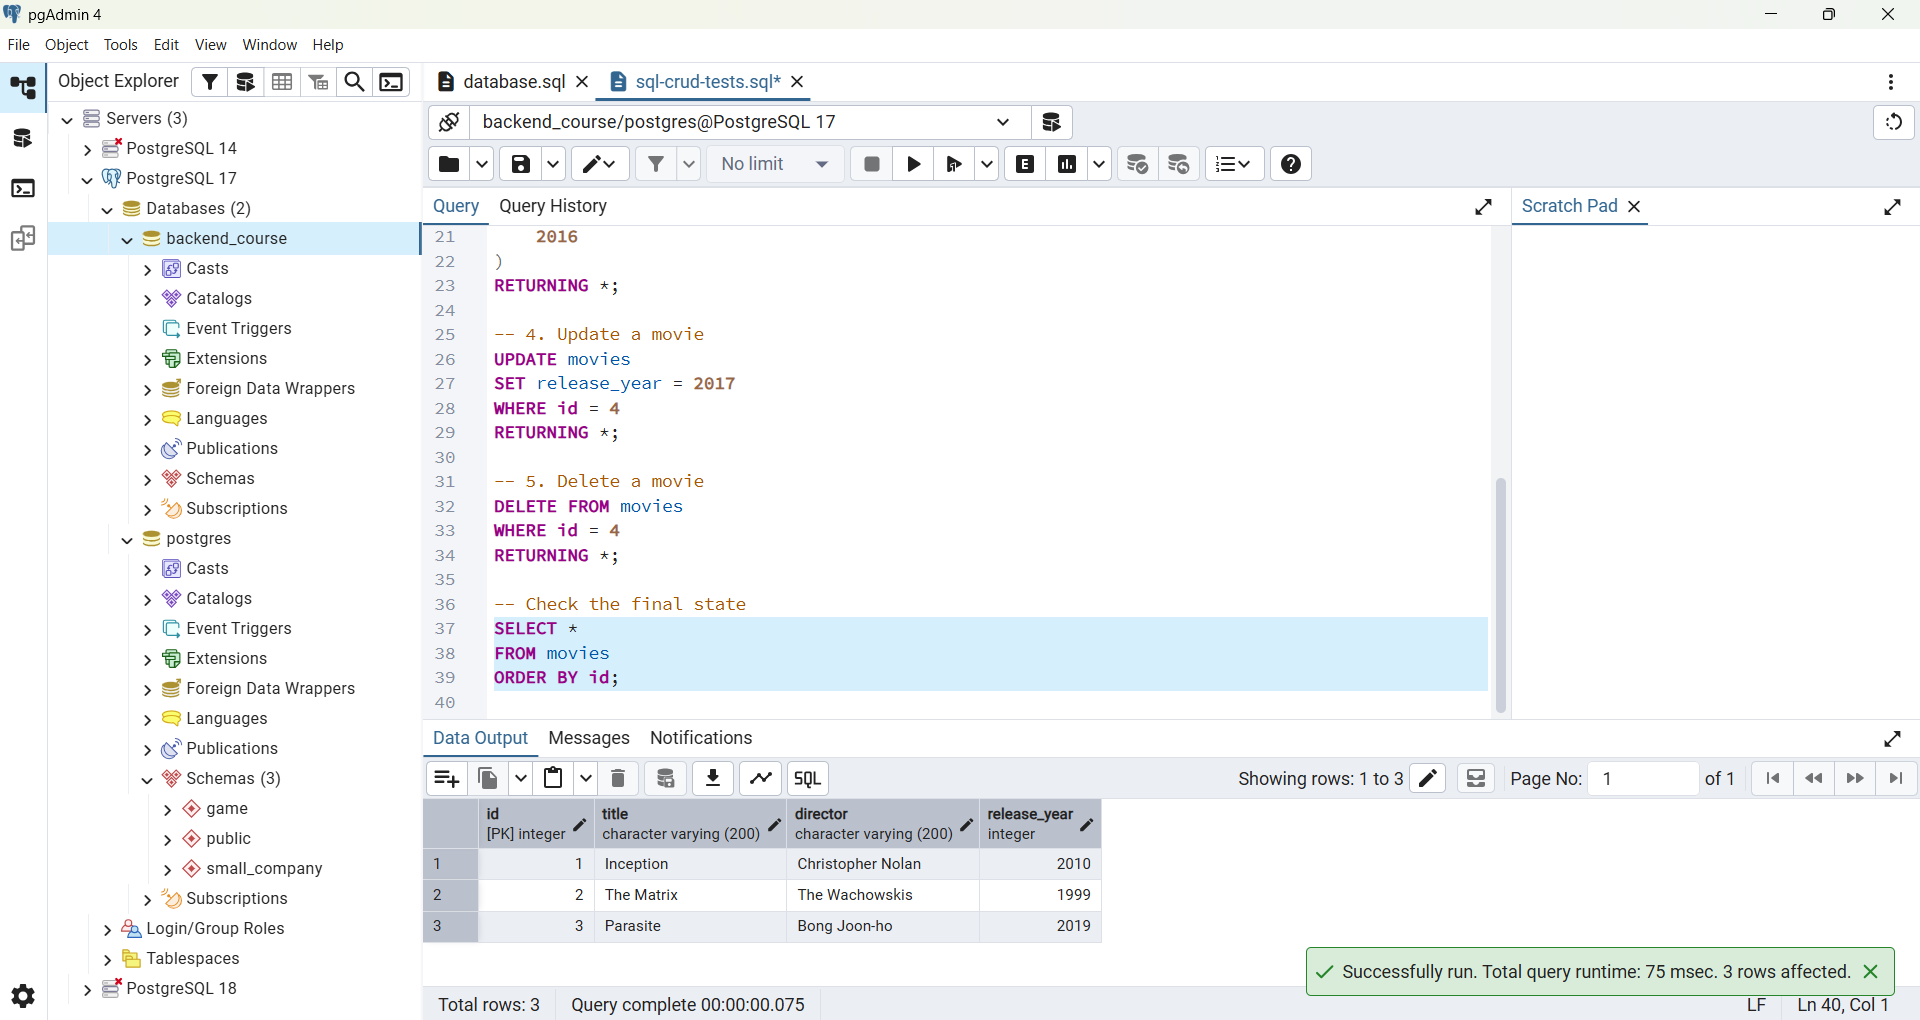 pgAdmin 4
File Object Tools Edit View Window Help
Object Explorer
database.sql
sql-crud-tests.sql*
Servers (3)
PostgreSQL 14
PostgreSQL 17
Databases (2)
backend_course
Casts
Catalogs
Event Triggers
Extensions
Foreign Data Wrappers
Languages
Publications
Schemas
Subscriptions
postgres
Casts
Catalogs
Event Triggers
Extensions
Foreign Data Wrappers
Languages
Publications
Schemas (3)
game
public
small_company
Subscriptions
Login/Group Roles
Tablespaces
PostgreSQL 18
backend_course/postgres@PostgreSQL 17
No limit
E
Query Query History
Scratch Pad
21 2016
22 )
23 RETURNING *;
24
25 -- 4. Update a movie
26 UPDATE movies
27 SET release_year = 2017
28 WHERE id = 4
29 RETURNING *;
30
31 -- 5. Delete a movie
32 DELETE FROM movies
33 WHERE id = 4
34 RETURNING *;
35
36 -- Check the final state
37 SELECT *
38 FROM movies
39 ORDER BY id;
40
Data Output Messages Notifications
SQL
Showing rows: 1 to 3
Page No: 1 of 1
id title director release_year
[PK] integer character varying (200) character varying (200) integer
1 1 Inception Christopher Nolan 2010
2 2 The Matrix The Wachowskis 1999
3 3 Parasite Bong Joon-ho 2019
Successfully run. Total query runtime: 75 msec. 3 rows affected.
Total rows: 3 Query complete 00:00:00.075 LF Ln 40, Col 1